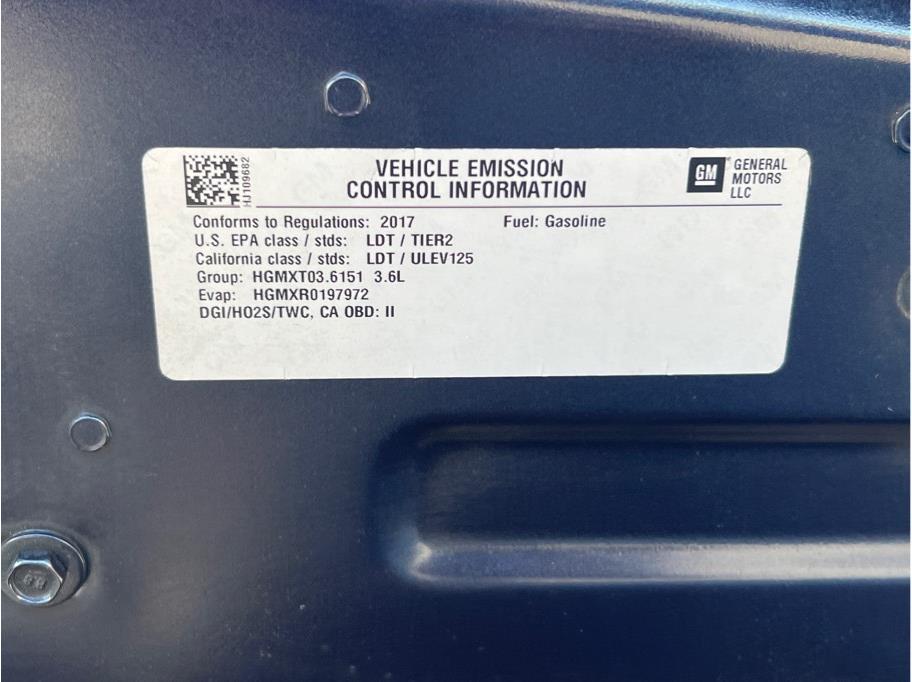 VEHICLE EMISSION
CONTROL INFORMATION
HJ109682
GM
GENERAL
MOTORS
LLC
Conforms to Regulations: 2017 Fuel: Gasoline
U.S. EPA class / stds: LDT / TIER2
California class / stds: LDT / ULEV125
Group: HGMXT03.6151 3.6L
Evap: HGMXR0197972
DGI/HO2S/TWC, CA OBD: II